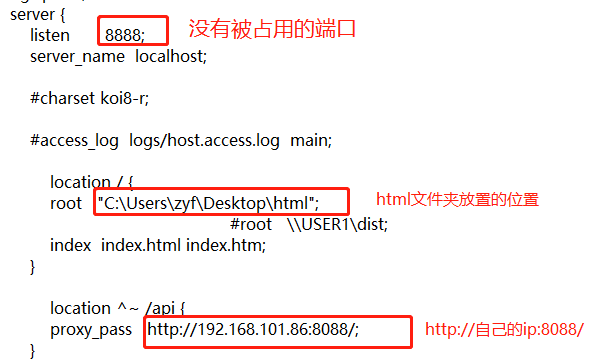 server {
listen 8888; 没有被占用的端口
server_name localhost;
#charset koi8-r;
#access_log logs/host.access.log main;
location / {
root "C:\Users\zyf\Desktop\html"; html文件夹放置的位置
#root \\USER1\dist;
index index.html index.htm;
}
location ^~ /api {
proxy_pass http://192.168.101.86:8088/; http://自己的ip:8088/